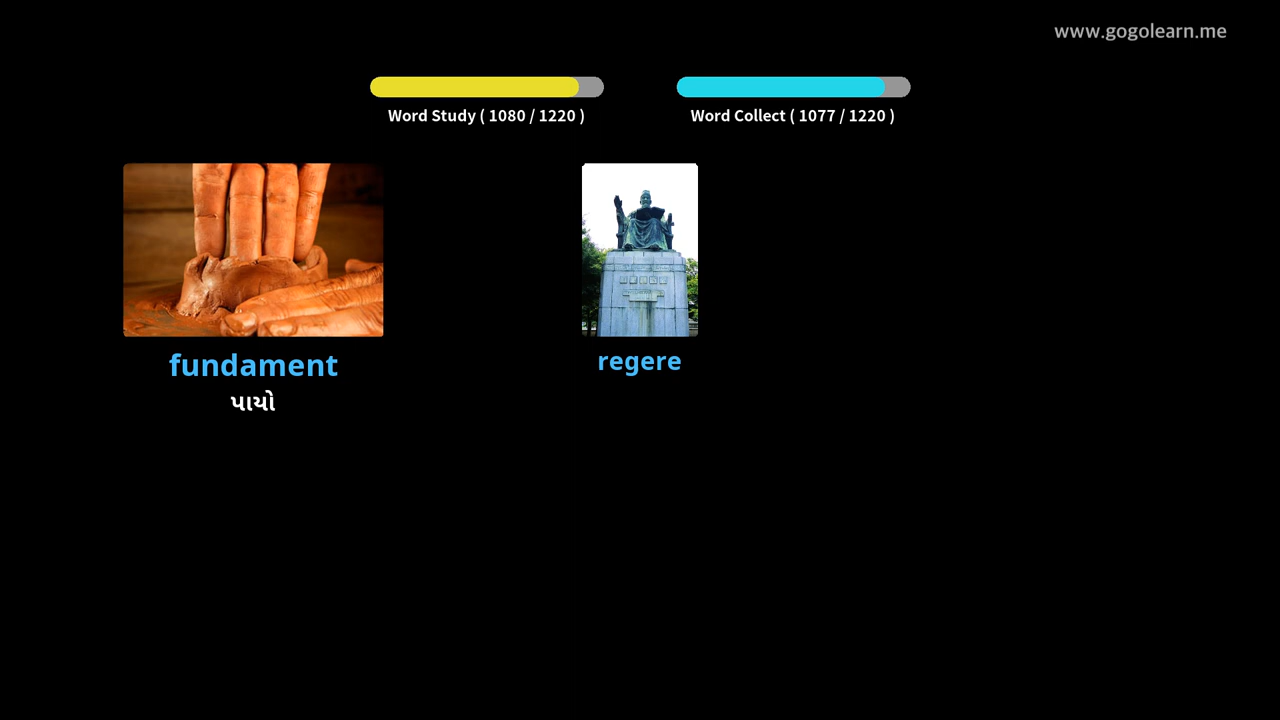 www.gogolearn.me
Word Study ( 1080 / 1220 )
Word Collect ( 1077 / 1220 )
fundament
પાયો
regere